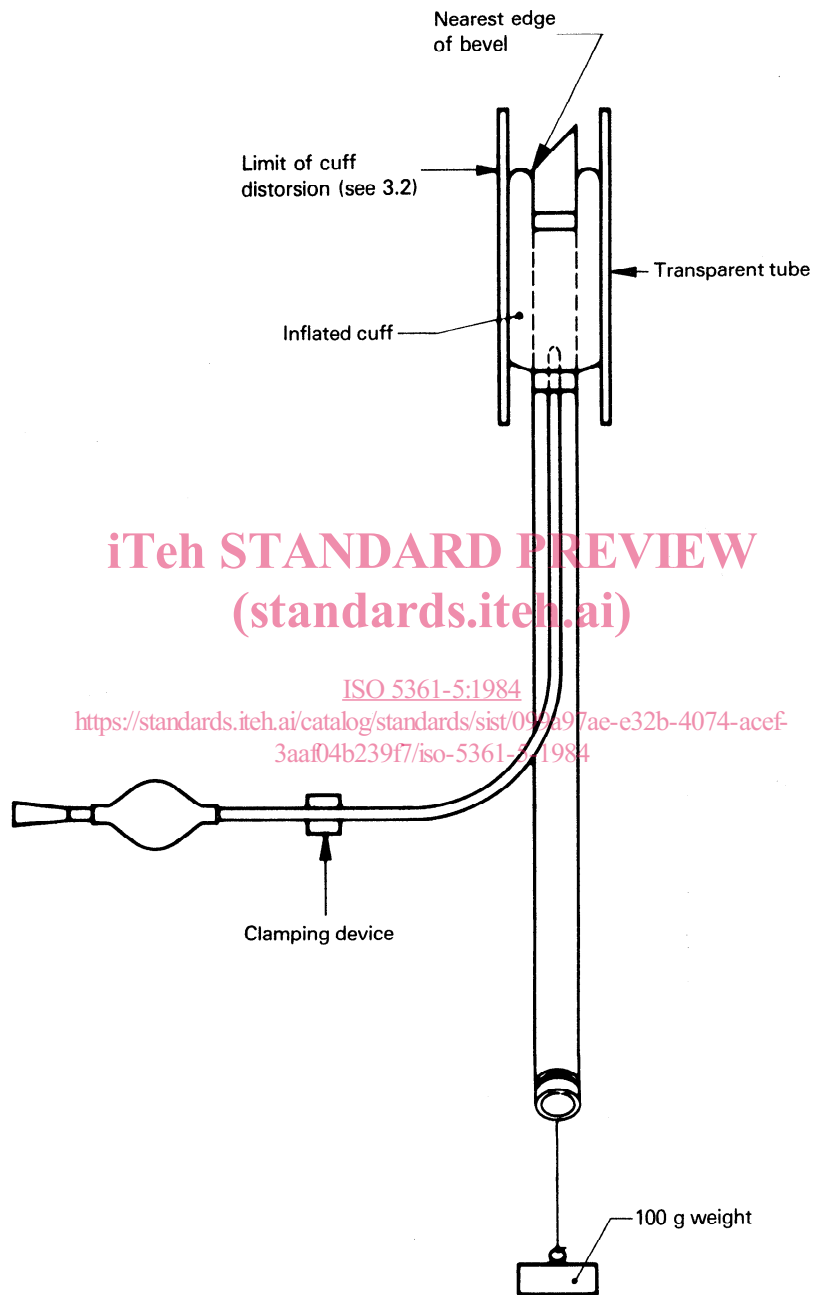 Nearest edge
of bevel
Limit of cuff
distorsion (see 3.2)
Transparent tube
Inflated cuff
iTeh STANDARD PREVIEW
(standards.iteh.ai)
ISO 5361-5:1984
https://standards.iteh.ai/catalog/standards/sist/099a97ae-e32b-4074-acef-
3aaf04b239f7/iso-5361-5-1984
Clamping device
100 g weight